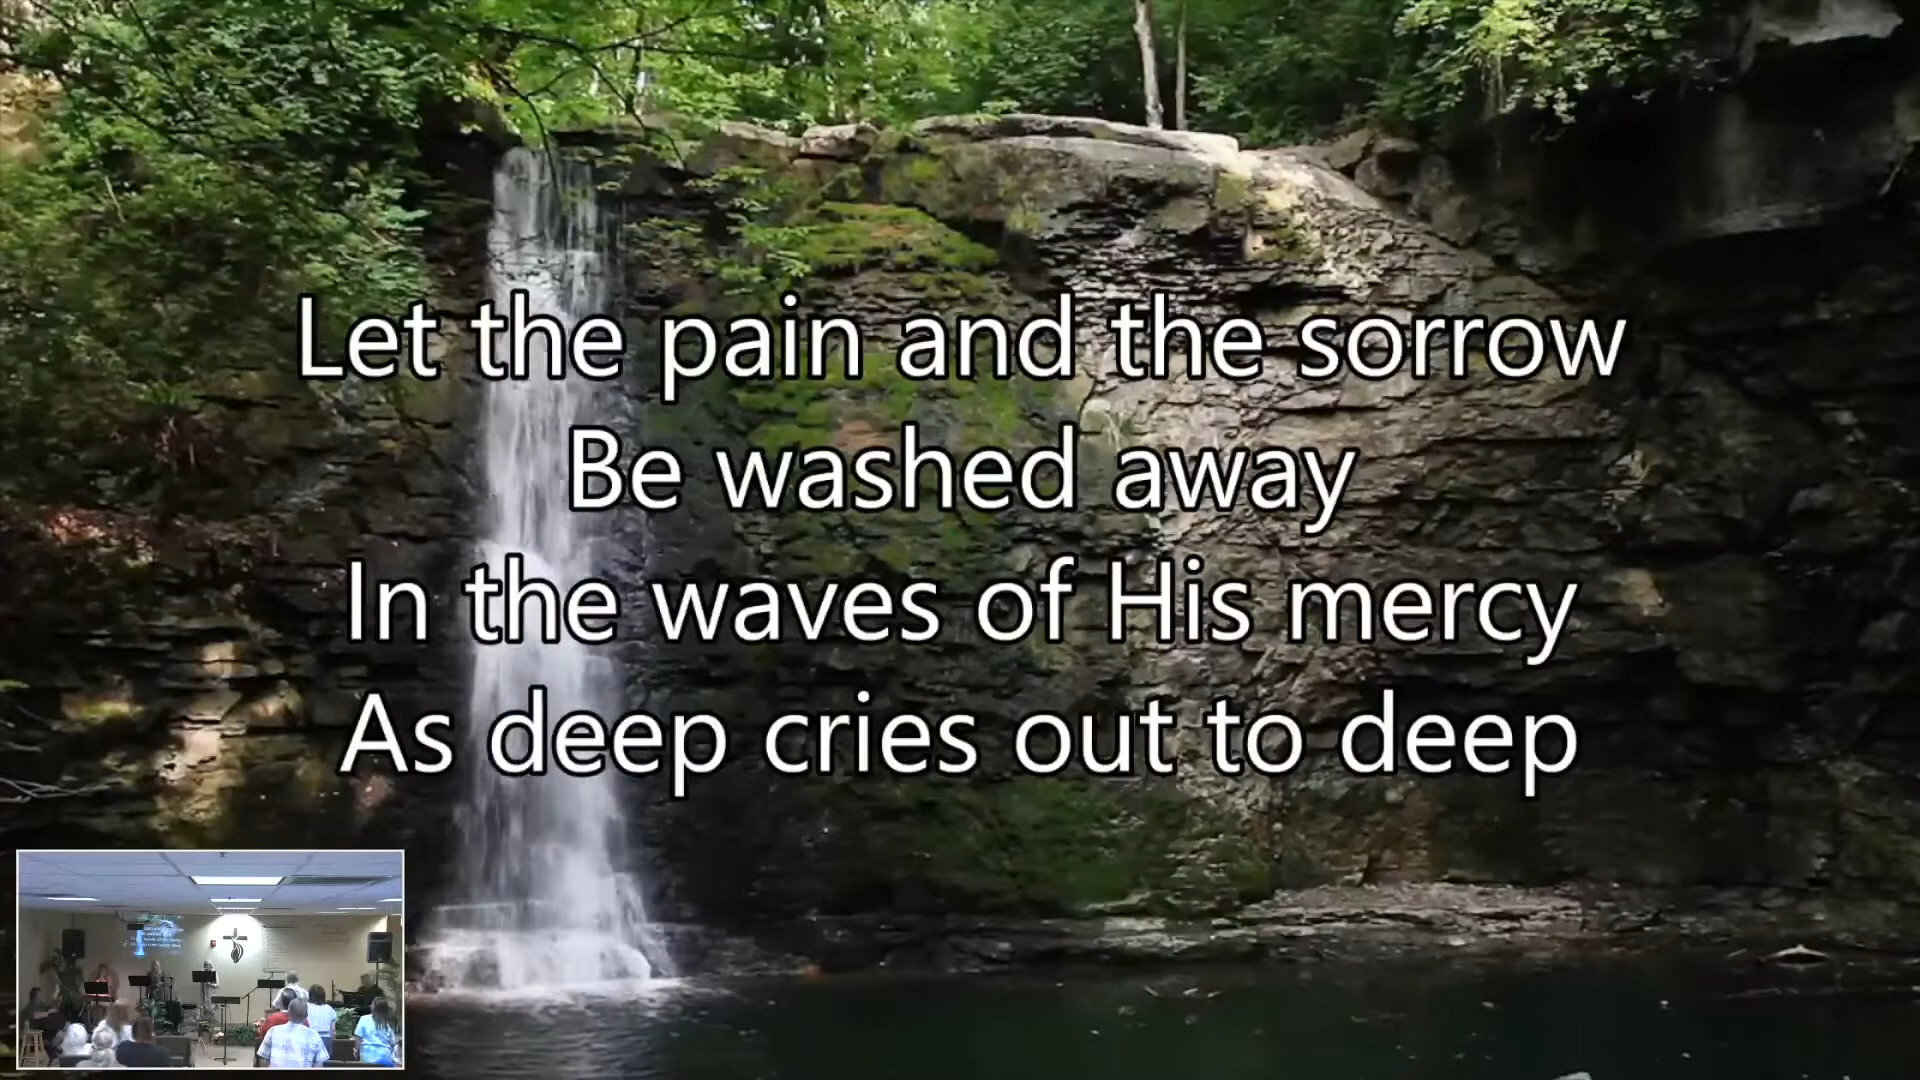 Let the pain and the sorrow
Be washed away
In the waves of His mercy
As deep cries out to deep